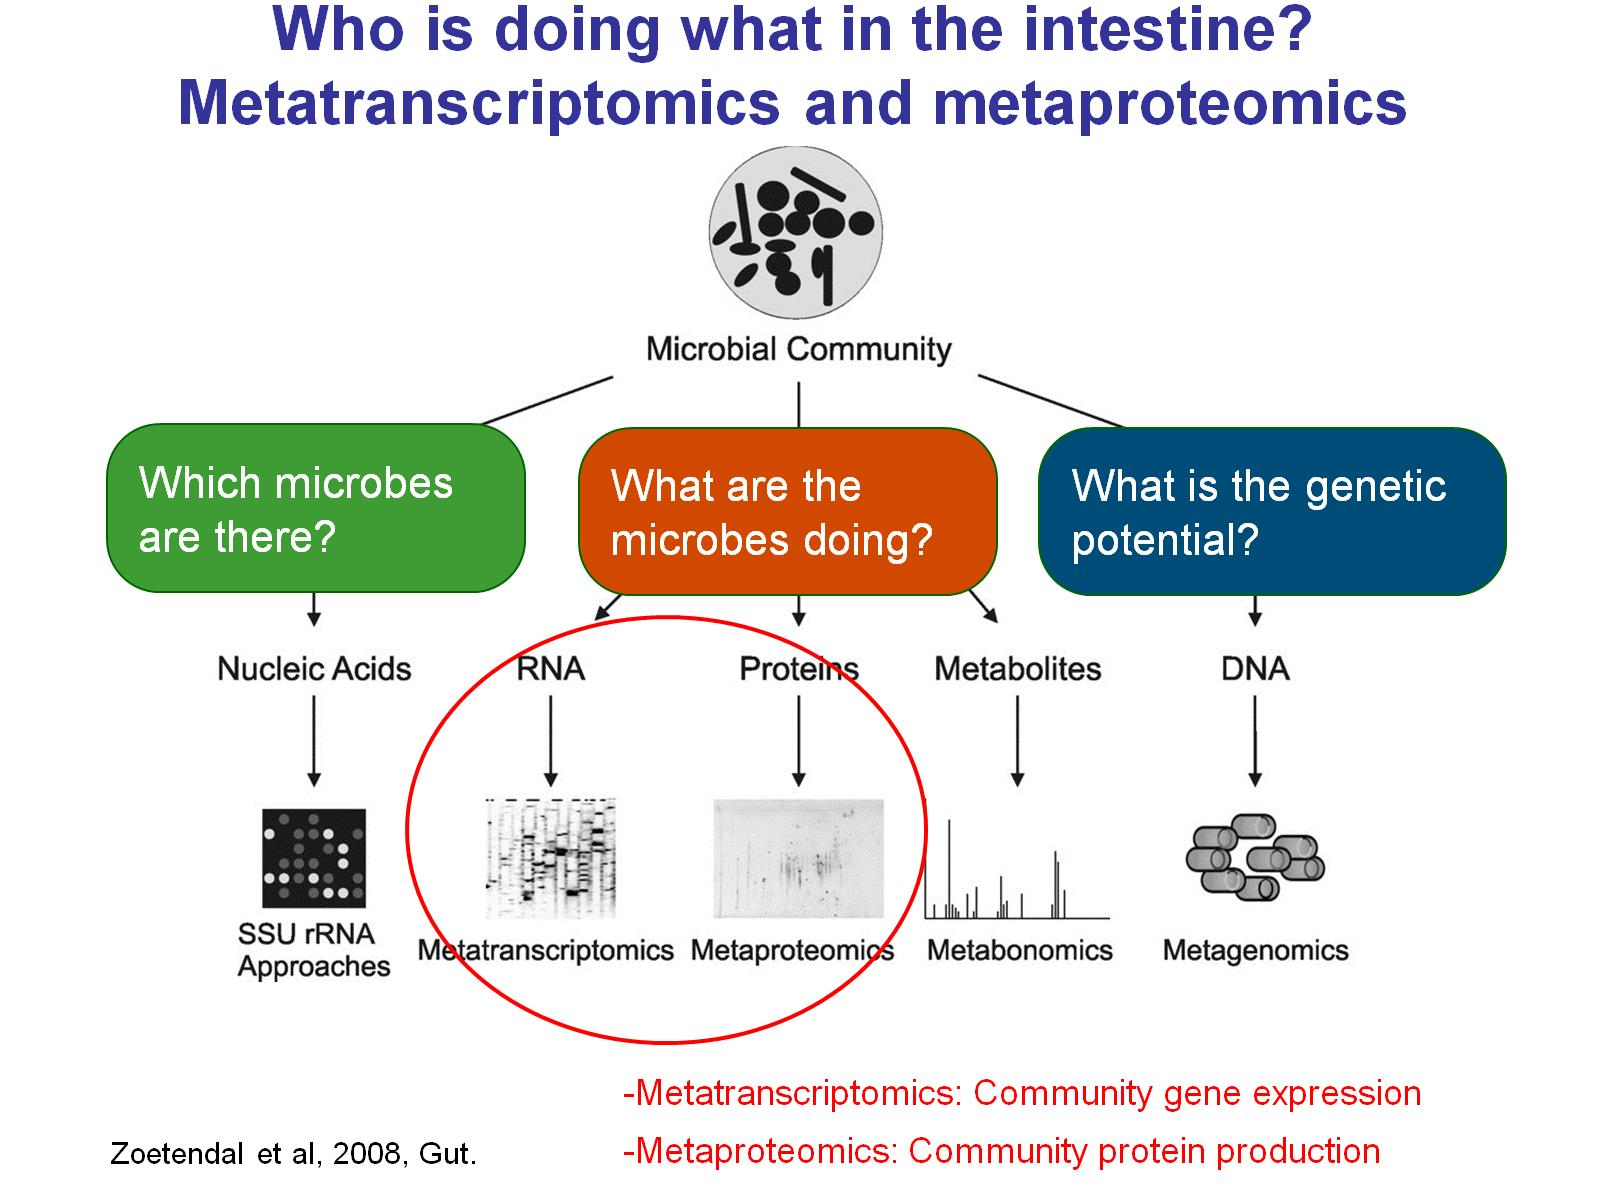 Who is doing what in the intestine?
Metatranscriptomics and metaproteomics
Microbial Community
Which microbes
are there?
What are the
microbes doing?
What is the genetic
potential?
Nucleic Acids
RNA
Proteins
Metabolites
DNA
SSU rRNA
Approaches
Metatranscriptomics
Metaproteomics
Metabonomics
Metagenomics
-Metatranscriptomics: Community gene expression
-Metaproteomics: Community protein production
Zoetendal et al, 2008, Gut.